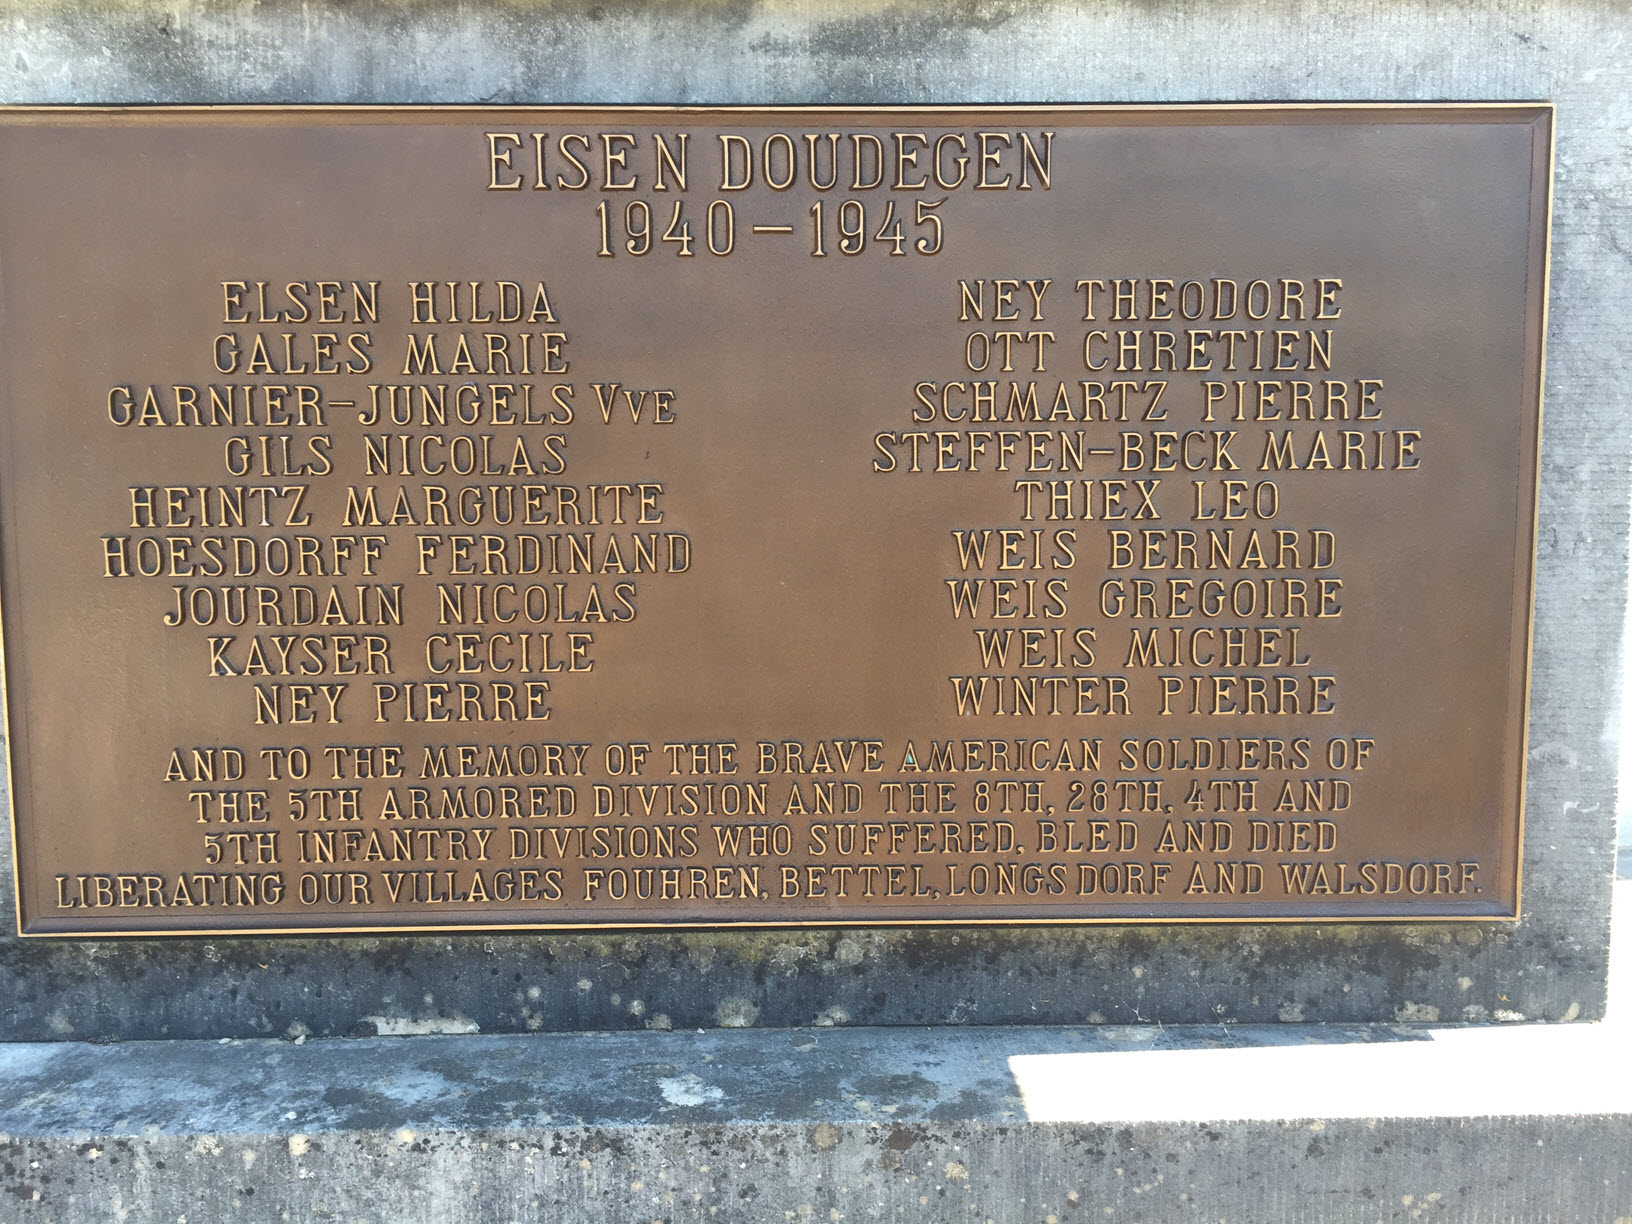 EISEN DOUDEGEN
1940-1945
ELSEN HILDA
GALES MARIE
GARNIER-JUNGELS VVE
GILS NICOLAS
HEINTZ MARGUERITE
HOESDORFF FERDINAND
JOURDAIN NICOLAS
KAYSER CECILE
NEY PIERRE
NEY THEODORE
OTT CHRETIEN
SCHMARTZ PIERRE
STEFFEN-BECK MARIE
THIEX LEO
WEIS BERNARD
WEIS GREGOIRE
WEIS MICHEL
WINTER PIERRE
AND TO THE MEMORY OF THE BRAVE AMERICAN SOLDIERS OF
THE 5TH ARMORED DIVISION AND THE 8TH, 28TH, 4TH AND
5TH INFANTRY DIVISIONS WHO SUFFERED, BLED AND DIED
LIBERATING OUR VILLAGES FOUHREN, BETTEL, LONGSDORF AND WALSDORF.